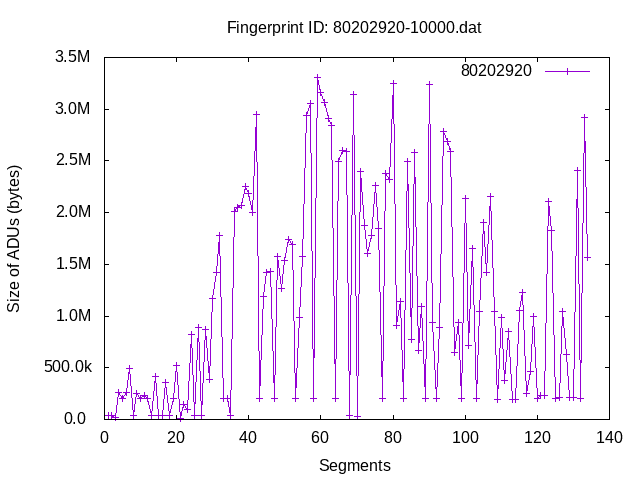 Fingerprint ID: 80202920-10000.dat
3.5M
80202920
3.0M
2.5M
2.0M
1.5M
1.0M
500.0k
0.0
Size of ADUs (bytes)
0 20 40 60 80 100 120 140
Segments